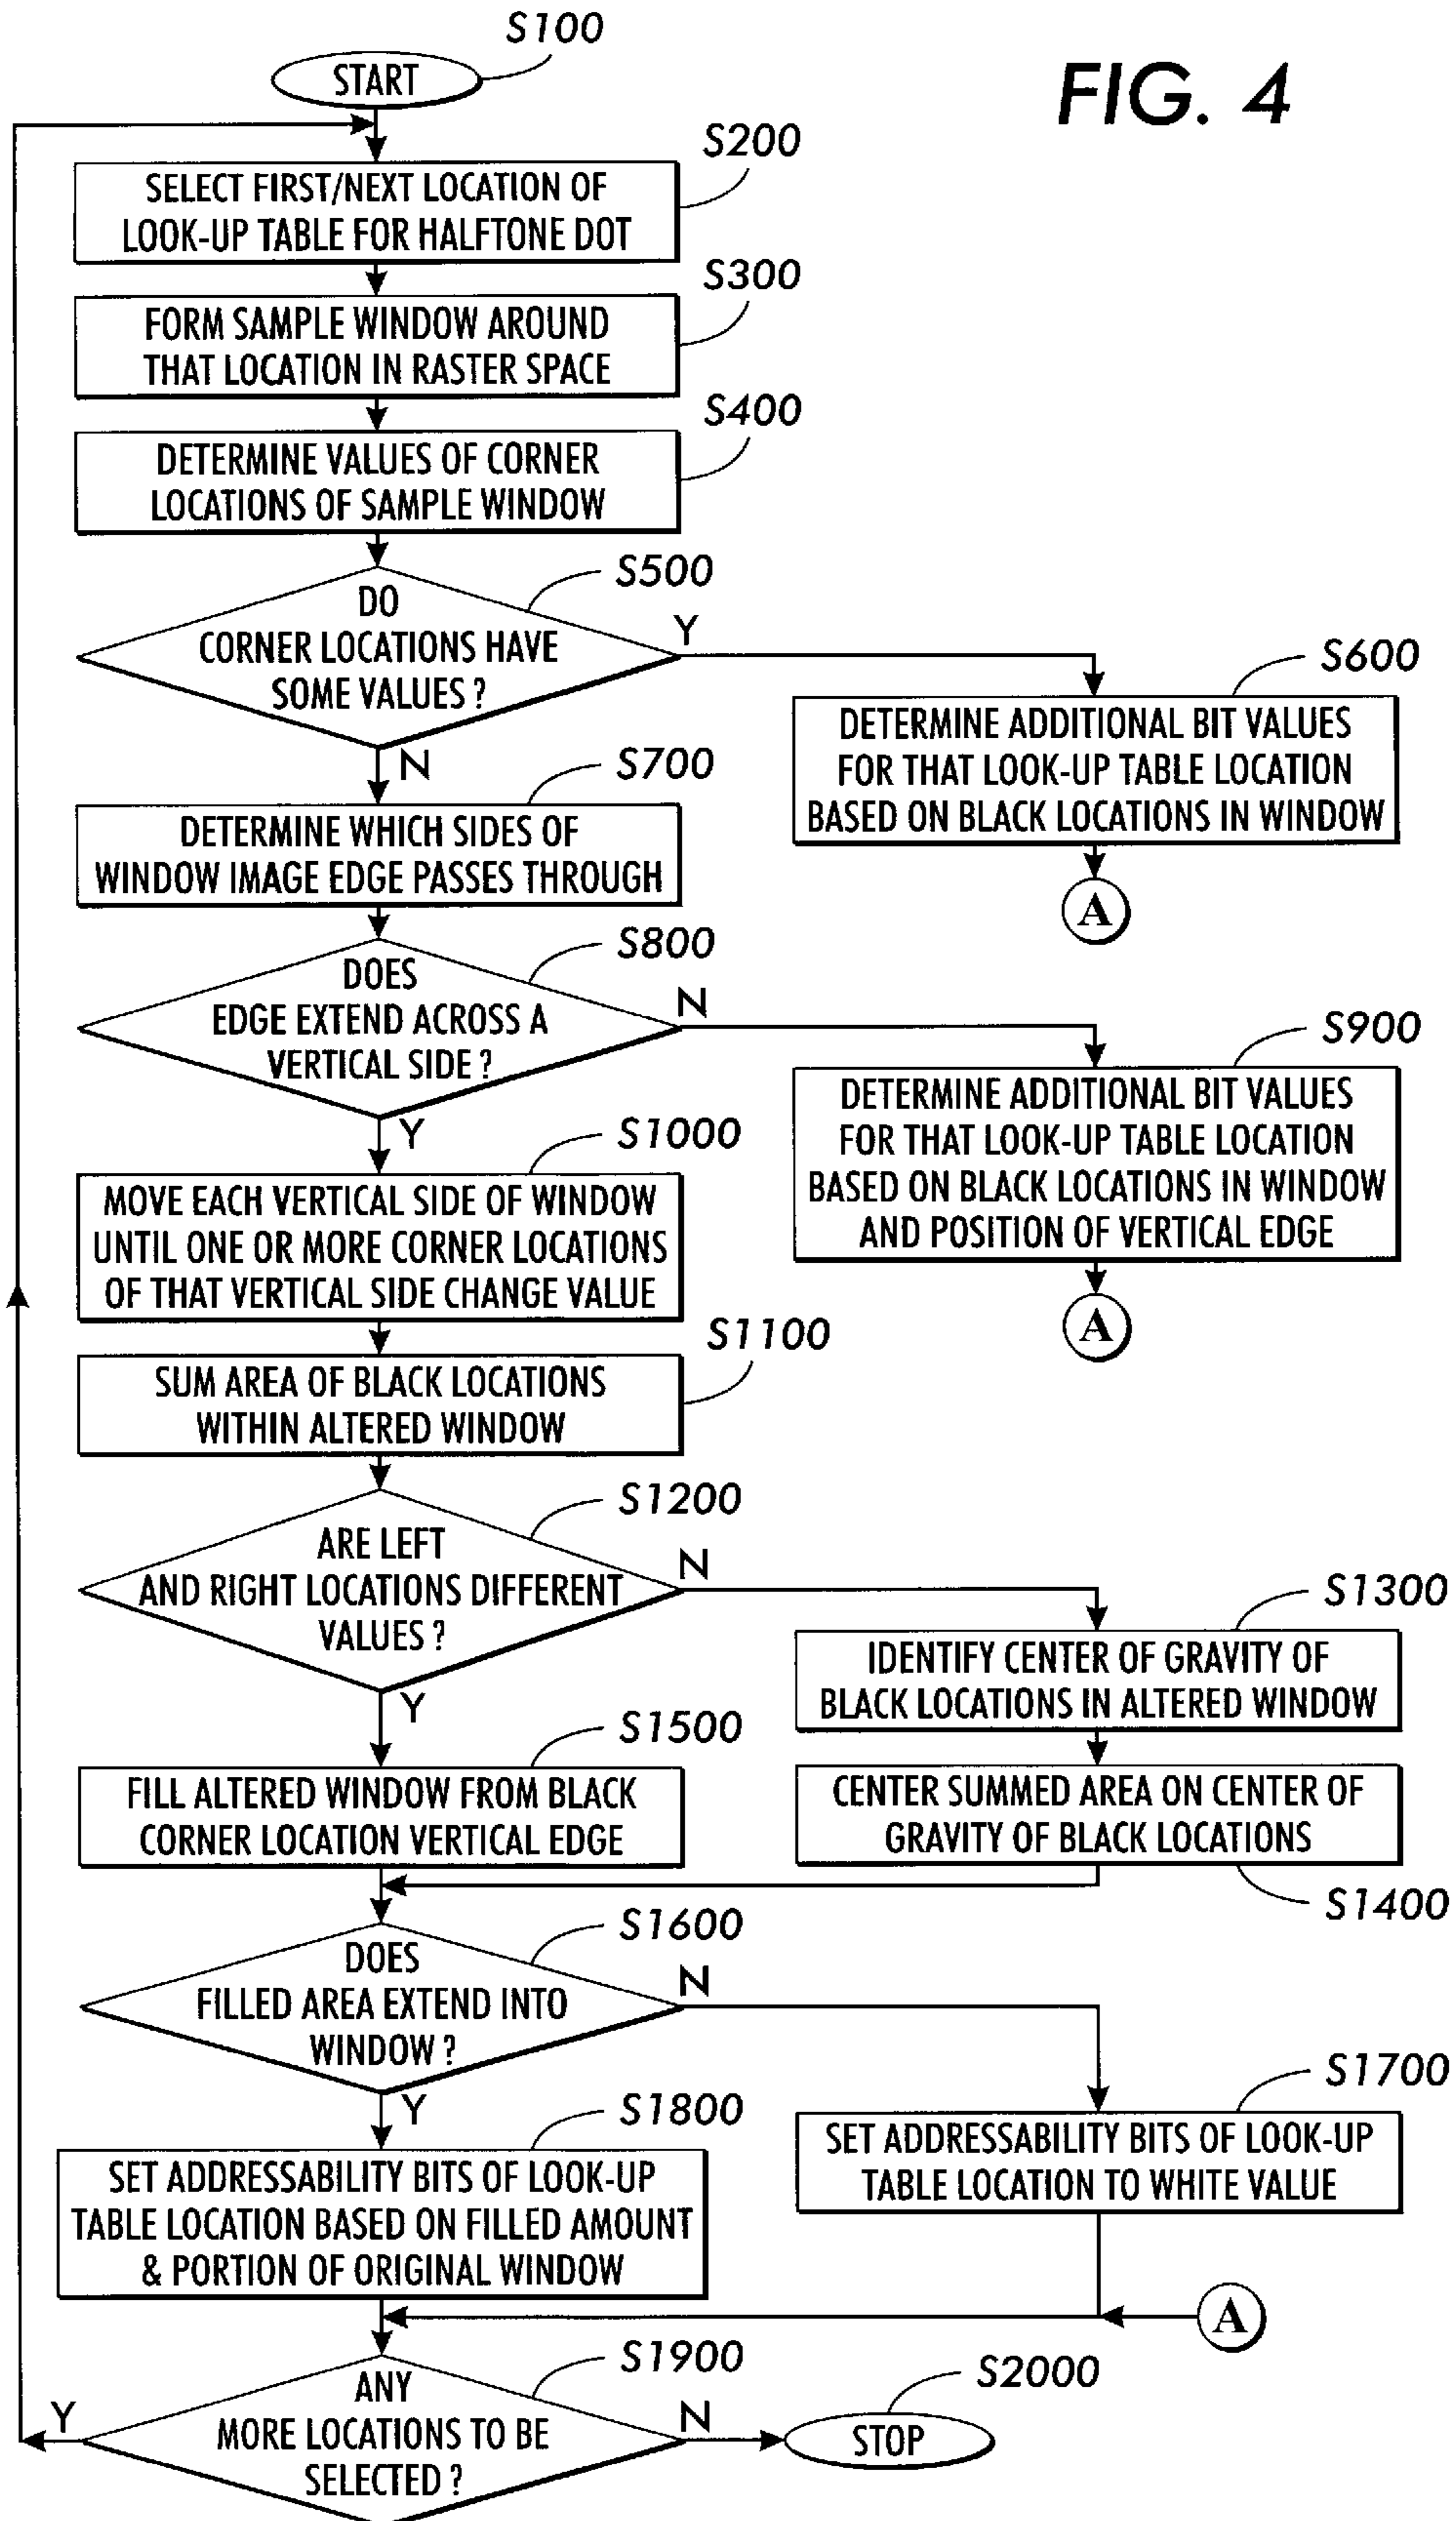 FIG. 4
S100
START
S200
SELECT FIRST/NEXT LOCATION OF
LOOK-UP TABLE FOR HALFTONE DOT
S300
FORM SAMPLE WINDOW AROUND
THAT LOCATION IN RASTER SPACE
S400
DETERMINE VALUES OF CORNER
LOCATIONS OF SAMPLE WINDOW
S500
DO
CORNER LOCATIONS HAVE
SOME VALUES ?
Y
N
S600
DETERMINE ADDITIONAL BIT VALUES
FOR THAT LOOK-UP TABLE LOCATION
BASED ON BLACK LOCATIONS IN WINDOW
A
S700
DETERMINE WHICH SIDES OF
WINDOW IMAGE EDGE PASSES THROUGH
S800
DOES
EDGE EXTEND ACROSS A
VERTICAL SIDE ?
N
Y
S900
DETERMINE ADDITIONAL BIT VALUES
FOR THAT LOOK-UP TABLE LOCATION
BASED ON BLACK LOCATIONS IN WINDOW
AND POSITION OF VERTICAL EDGE
A
S1000
MOVE EACH VERTICAL SIDE OF WINDOW
UNTIL ONE OR MORE CORNER LOCATIONS
OF THAT VERTICAL SIDE CHANGE VALUE
S1100
SUM AREA OF BLACK LOCATIONS
WITHIN ALTERED WINDOW
S1200
ARE LEFT
AND RIGHT LOCATIONS DIFFERENT
VALUES ?
N
Y
S1300
IDENTIFY CENTER OF GRAVITY OF
BLACK LOCATIONS IN ALTERED WINDOW
CENTER SUMMED AREA ON CENTER OF
GRAVITY OF BLACK LOCATIONS
S1400
S1500
FILL ALTERED WINDOW FROM BLACK
CORNER LOCATION VERTICAL EDGE
S1600
DOES
FILLED AREA EXTEND INTO
WINDOW ?
N
Y
S1700
SET ADDRESSABILITY BITS OF LOOK-UP
TABLE LOCATION TO WHITE VALUE
S1800
SET ADDRESSABILITY BITS OF LOOK-UP
TABLE LOCATION BASED ON FILLED AMOUNT
& PORTION OF ORIGINAL WINDOW
A
S1900
ANY
MORE LOCATIONS TO BE
SELECTED ?
Y
N
S2000
STOP